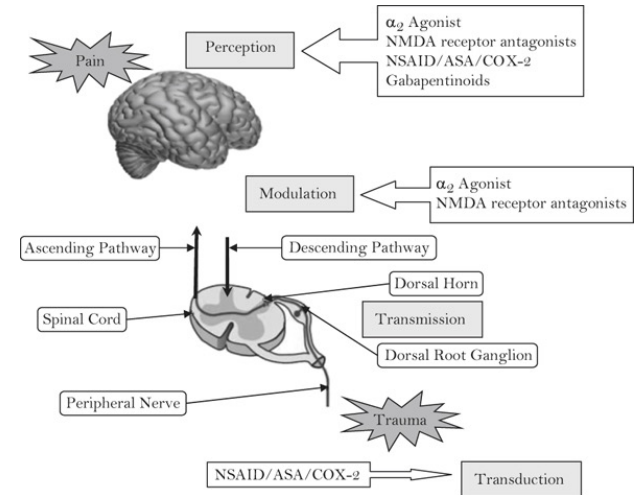 α2 Agonist
NMDA receptor antagonists
NSAID/ASA/COX-2
Gabapentinoids
Perception
Pain
Modulation
α2 Agonist
NMDA receptor antagonists
Ascending Pathway
Descending Pathway
Dorsal Horn
Spinal Cord
Transmission
Dorsal Root Ganglion
Peripheral Nerve
Trauma
NSAID/ASA/COX-2
Transduction